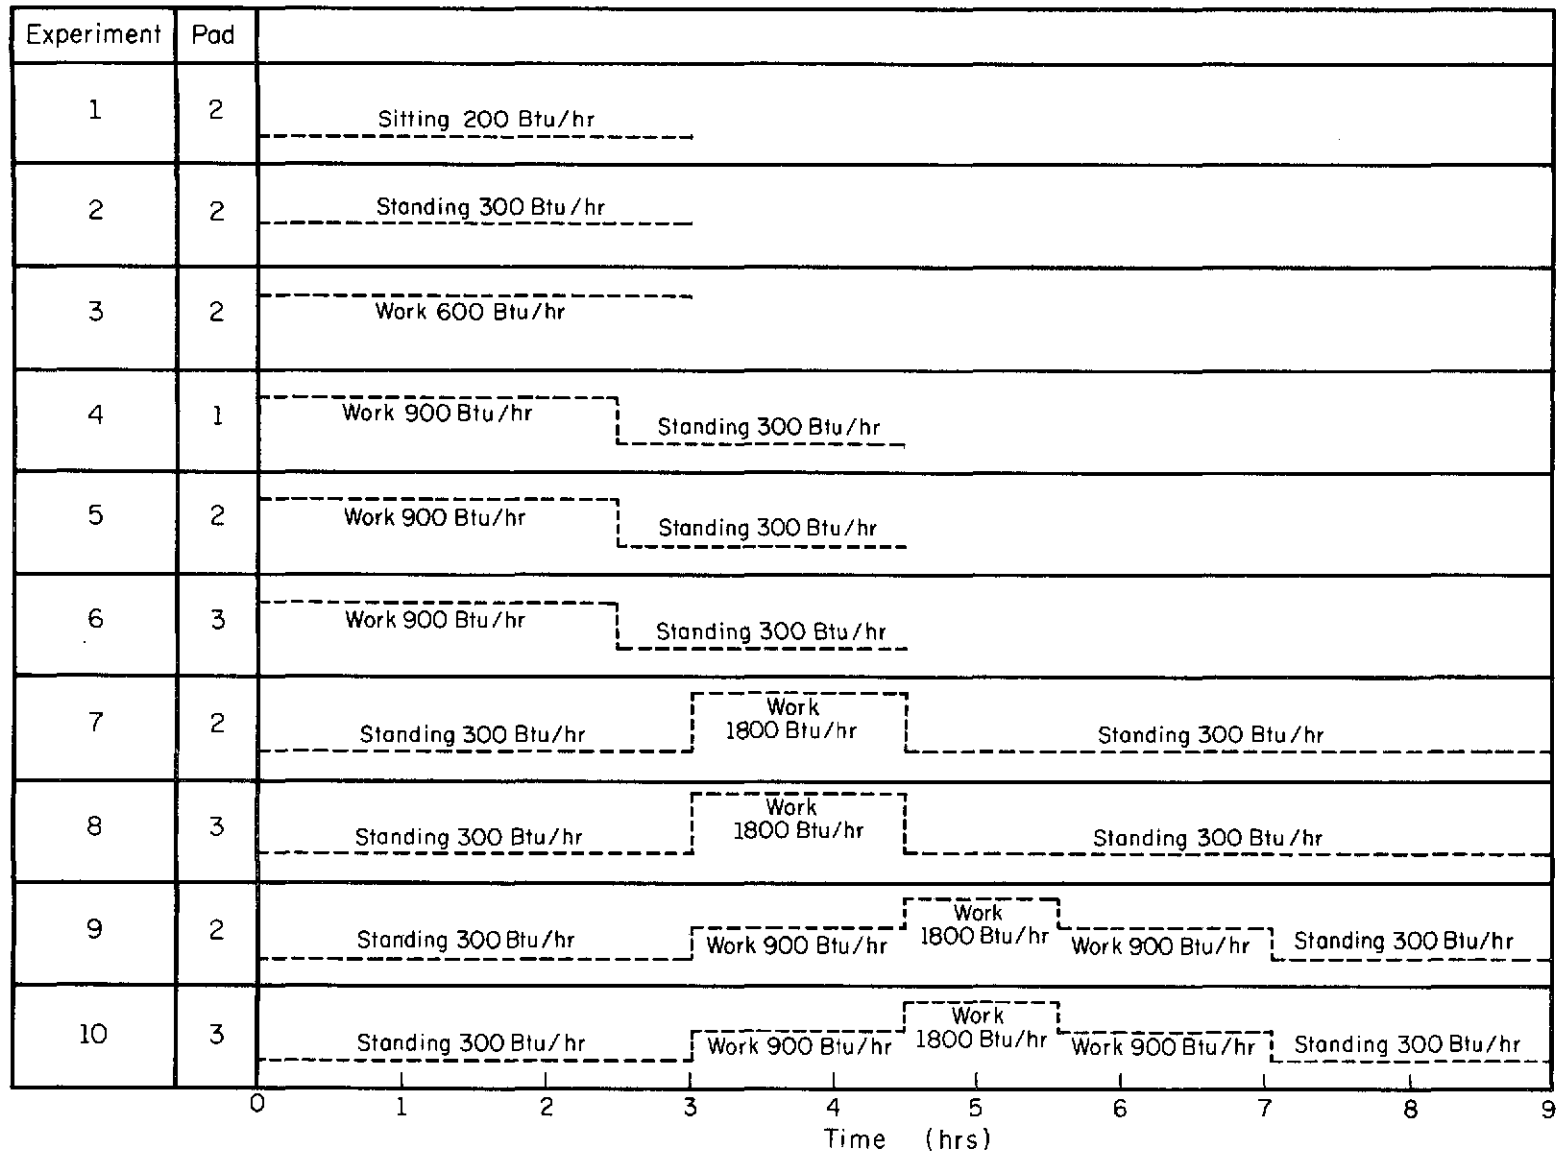 Experiment Pad
1 2 Sitting 200 Btu/hr
2 2 Standing 300 Btu/hr
3 2 Work 600 Btu/hr
4 1 Work 900 Btu/hr Standing 300 Btu/hr
5 2 Work 900 Btu/hr Standing 300 Btu/hr
6 3 Work 900 Btu/hr Standing 300 Btu/hr
7 2 Standing 300 Btu/hr Work 1800 Btu/hr Standing 300 Btu/hr
8 3 Standing 300 Btu/hr Work 1800 Btu/hr Standing 300 Btu/hr
9 2 Standing 300 Btu/hr Work 900 Btu/hr Work 1800 Btu/hr Work 900 Btu/hr Standing 300 Btu/hr
10 3 Standing 300 Btu/hr Work 900 Btu/hr Work 1800 Btu/hr Work 900 Btu/hr Standing 300 Btu/hr
0 1 2 3 4 5 6 7 8 9
Time (hrs)